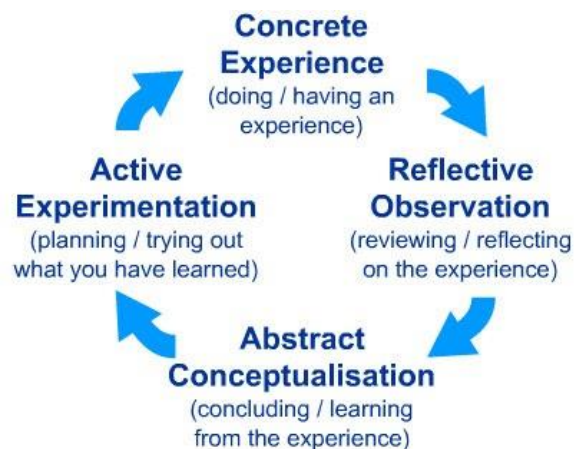 Concrete
Experience
(doing / having an
experience)
Reflective
Observation
(reviewing / reflecting
on the experience)
Abstract
Conceptualisation
(concluding / learning
from the experience)
Active
Experimentation
(planning / trying out
what you have learned)